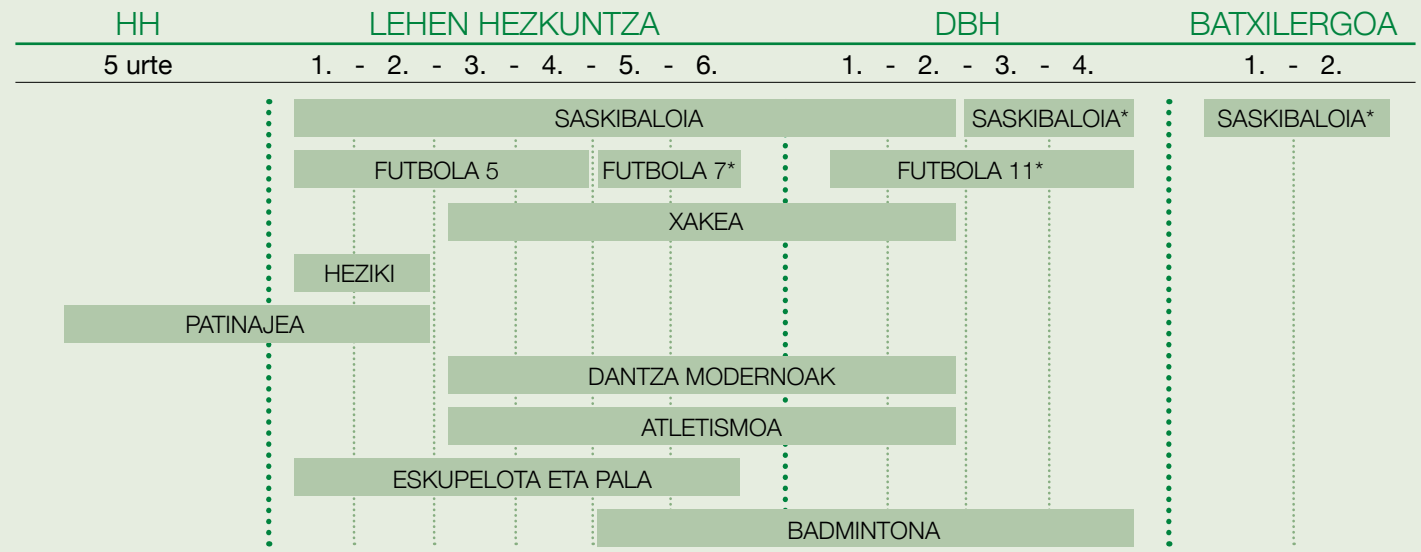 HH LEHEN HEZKUNTZA DBH BATXILERGOA
5 urte 1. - 2. - 3. - 4. - 5. - 6. 1. - 2. - 3. - 4. 1. - 2.
SASKIBALOIA SASKIBALOIA* SASKIBALOIA*
FUTBOLA 5 FUTBOLA 7* FUTBOLA 11*
XAKEA
HEZIKI
PATINAJEA
DANTZA MODERNOAK
ATLETISMOA
ESKUPELOTA ETA PALA
BADMINTONA